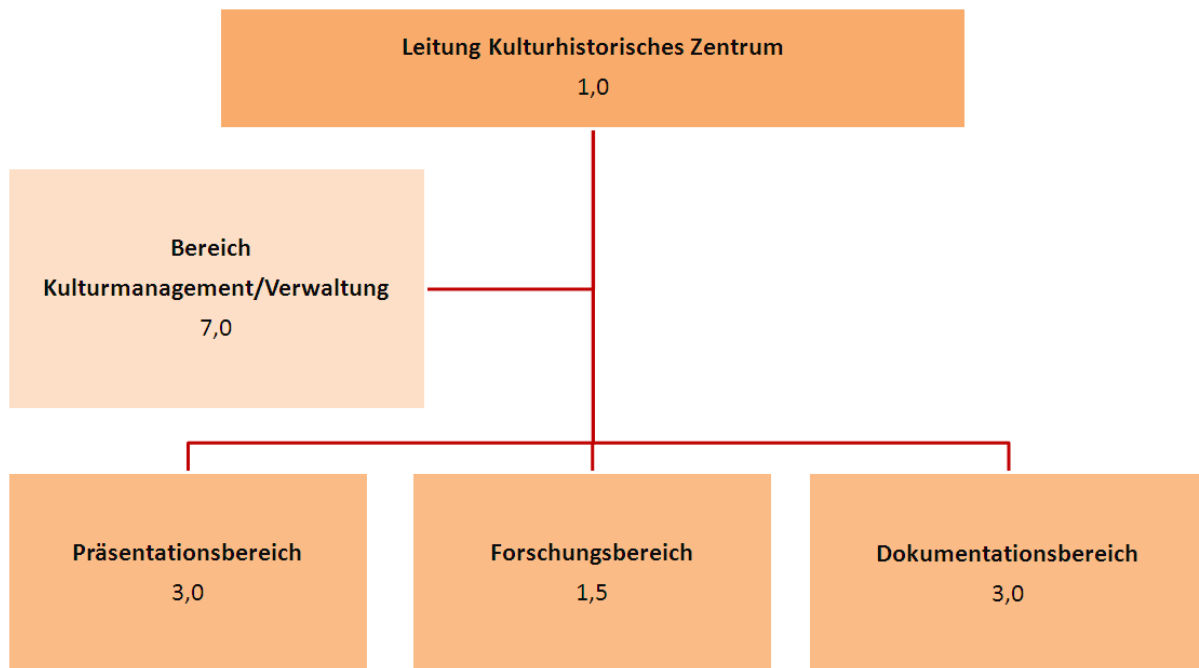 Leitung Kulturhistorisches Zentrum
1,0
Bereich
Kulturmanagement/Verwaltung
7,0
Präsentationsbereich
3,0
Forschungsbereich
1,5
Dokumentationsbereich
3,0